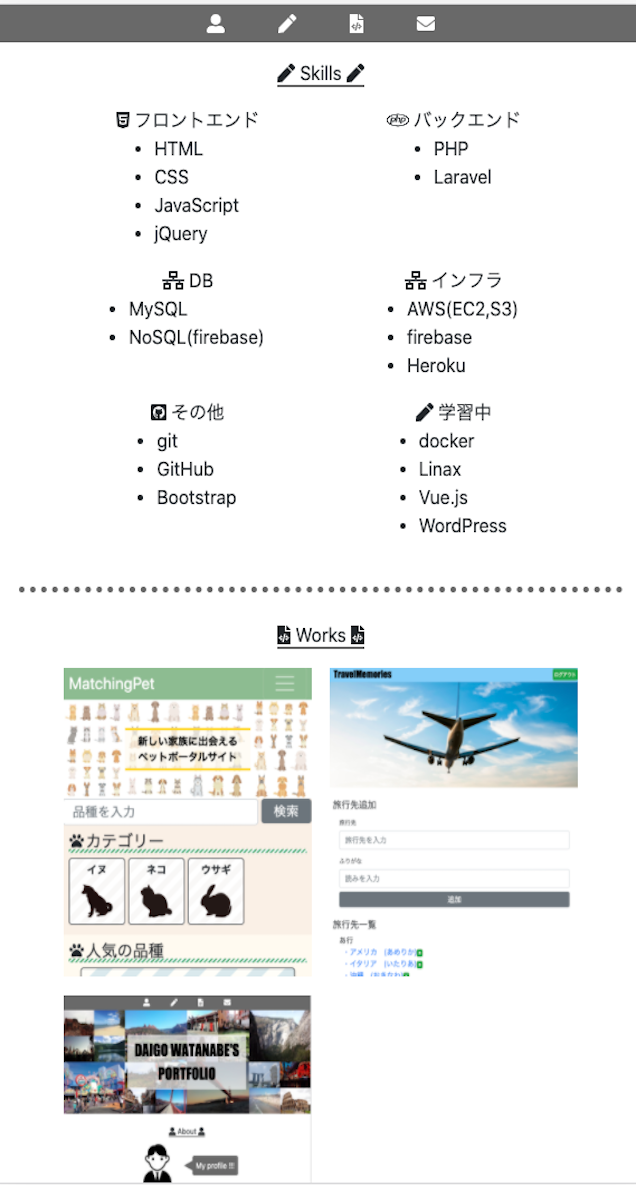 Skills
フロントエンド
HTML
CSS
JavaScript
jQuery
php バックエンド
PHP
Laravel
DB
MySQL
NoSQL(firebase)
インフラ
AWS(EC2,S3)
firebase
Heroku
その他
git
GitHub
Bootstrap
学習中
docker
Linax
Vue.js
WordPress
Works
MatchingPet
新しい家族に出会える
ペットポータルサイト
品種を入力
検索
カテゴリー
イヌ
ネコ
ウサギ
人気の品種
TravelMemories
ログアウト
旅行先追加
旅行先
旅行先を入力
ふりがな
読みを入力
追加
旅行先一覧
あ行
・アメリカ (あめりか)
・イタリア (いたりあ)
・沖縄 (おきなわ)
DAIGO WATANABE'S
PORTFOLIO
About
My profile !!!